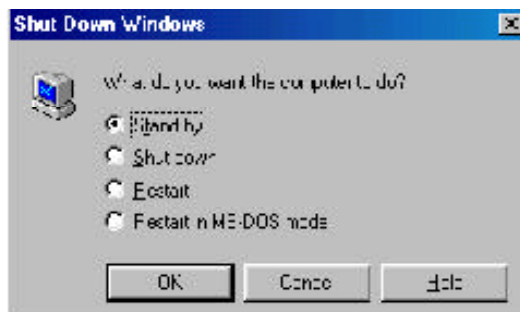 Shut Down Windows
What do you want the computer to do?
Stand by
Shut down
Restart
Restart in MS-DOS mode
OK Cancel Help